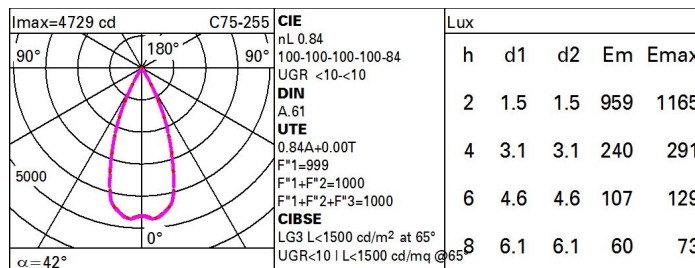 Imax=4729 cd C75-255
90° 180° 90°
5000
0°
α=42°
CIE
nL 0.84
100-100-100-100-84
UGR <10-<10
DIN
A.61
UTE
0.84A+0.00T
F"1=999
F"1+F"2=1000
F"1+F"2+F"3=1000
CIBSE
LG3 L<1500 cd/m² at 65°
UGR<10 | L<1500 cd/mq @65°
Lux
h d1 d2 Em Emax
2 1.5 1.5 959 1165
4 3.1 3.1 240 291
6 4.6 4.6 107 129
8 6.1 6.1 60 73